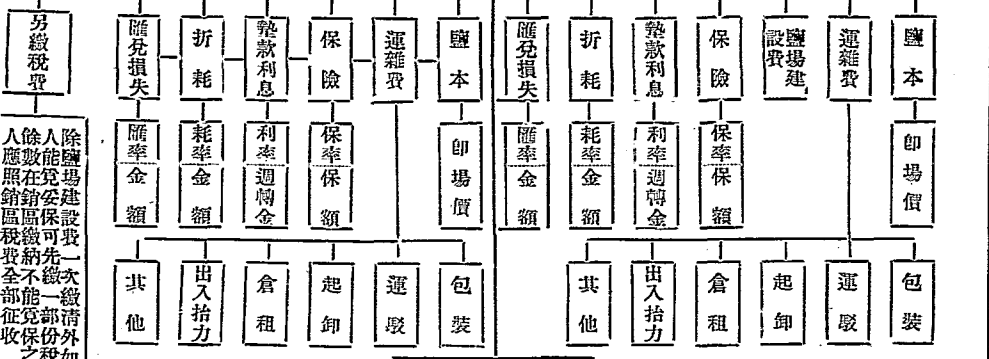 鹽本
運雜費
鹽場建設費
保險
墊款利息
折耗
匯兌損失
即場價
保率 保額
利率 週轉金
耗率 金額
匯率 金額
包裝
運駁
起卸
倉租
出入抬力
其他
鹽本
運雜費
保險
墊款利息
折耗
匯兌損失
即場價
保率 保額
利率 週轉金
耗率 金額
匯率 金額
包裝
運駁
起卸
倉租
出入抬力
其他
另繳稅費
除鹽場建設費一次繳清外如
人能覓妥保可先繳一部份稅
餘數在銷區繳納不能覓保之
人應照銷區稅費全部征收